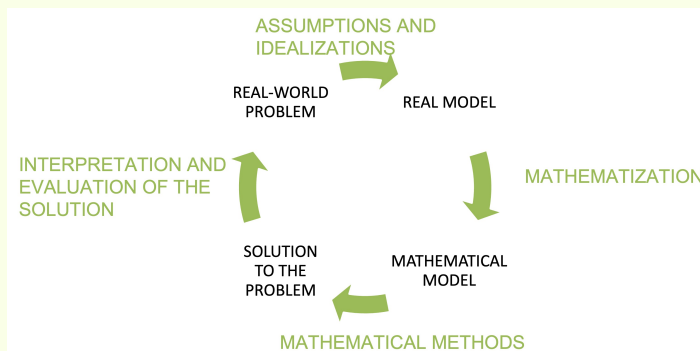 ASSUMPTIONS AND
IDEALIZATIONS
REAL-WORLD
PROBLEM
REAL MODEL
INTERPRETATION AND
EVALUATION OF THE
SOLUTION
MATHEMATIZATION
SOLUTION
TO THE
PROBLEM
MATHEMATICAL
MODEL
MATHEMATICAL METHODS